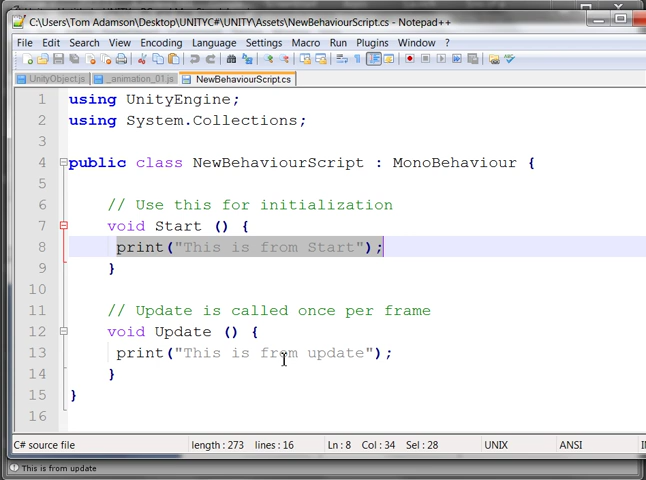 C:\Users\Tom Adamson\Desktop\UNITYC#\UNITY\Assets\NewBehaviourScript.cs - Notepad++
File Edit Search View Encoding Language Settings Macro Run Plugins Window ?
UnityObject.js _animation_01.js NewBehaviourScript.cs
1 using UnityEngine;
2 using System.Collections;
3
4 public class NewBehaviourScript : MonoBehaviour {
5
6 // Use this for initialization
7 void Start () {
8 print("This is from Start");
9 }
10
11 // Update is called once per frame
12 void Update () {
13 print("This is from update");
14 }
15 }
16
C# source file length : 273 lines : 16 Ln : 8 Col : 34 Sel : 28 UNIX ANSI
This is from update